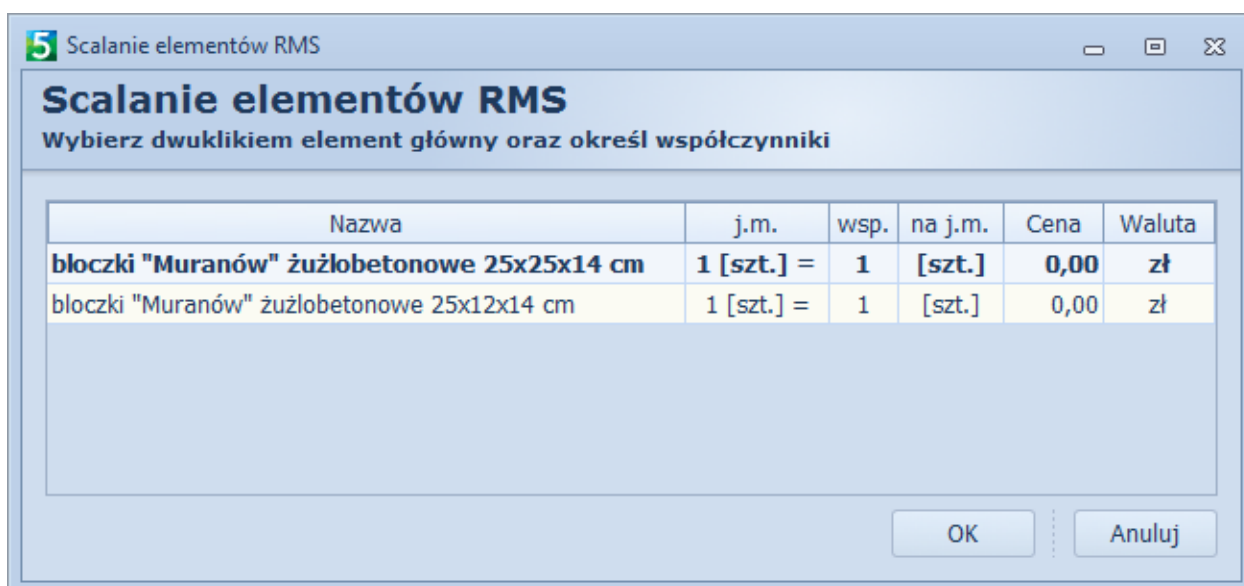 5 Scalanie elementów RMS
Scalanie elementów RMS
Wybierz dwuklikiem element główny oraz określ współczynniki
Nazwa j.m. wsp. na j.m. Cena Waluta
bloczki "Muranów" żużlobetonowe 25x25x14 cm 1 [szt.] = 1 [szt.] 0,00 zł
bloczki "Muranów" żużlobetonowe 25x12x14 cm 1 [szt.] = 1 [szt.] 0,00 zł
OK Anuluj